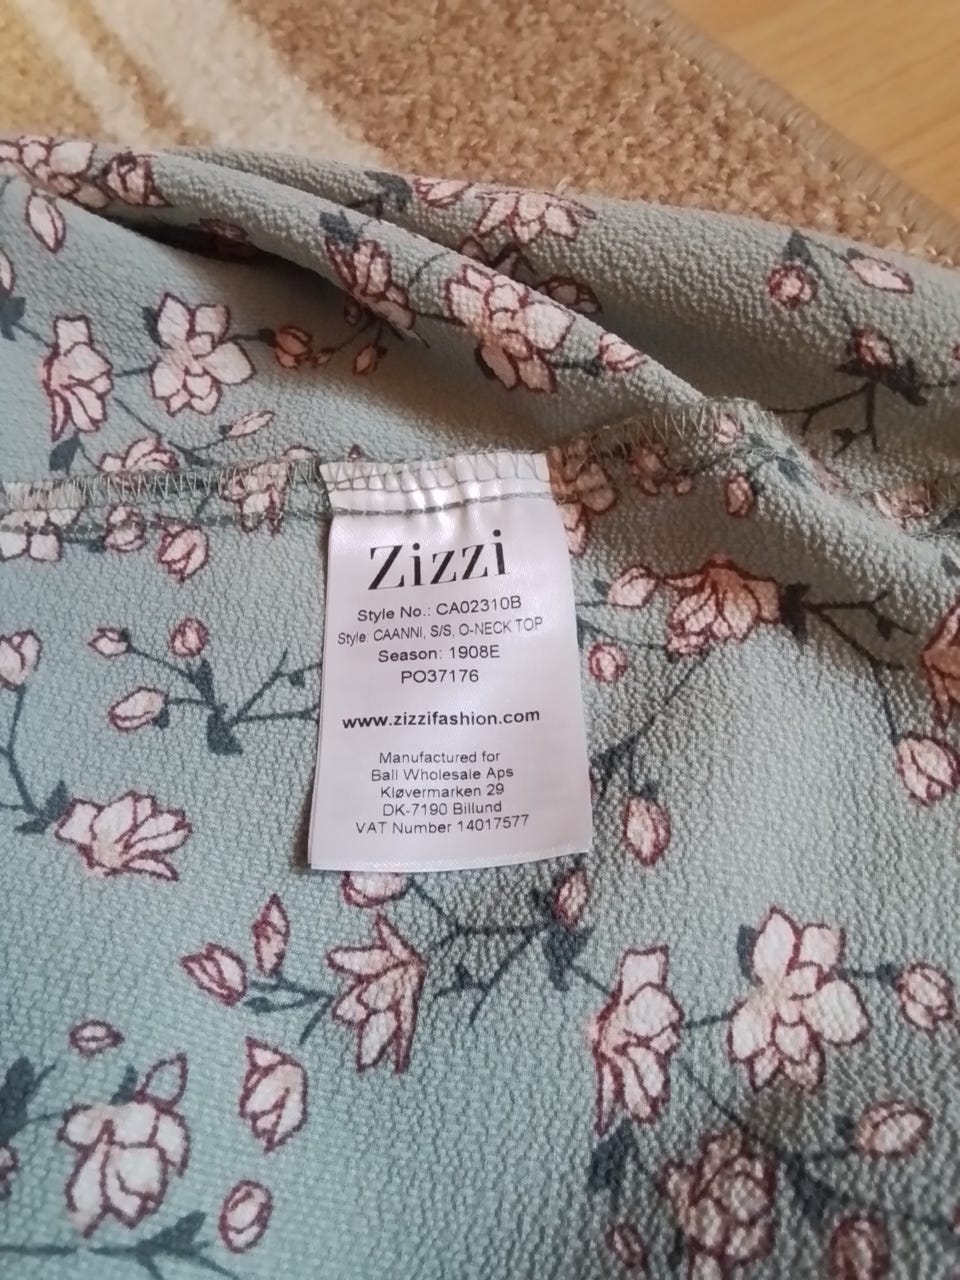 Zizzi
Style No.: CA02310B
Style: CAANNI, S/S, O-NECK TOP
Season: 1908E
PO37176
www.zizzifashion.com
Manufactured for
Ball Wholesale Aps
Kløvermarken 29
DK-7190 Billund
VAT Number 14017577